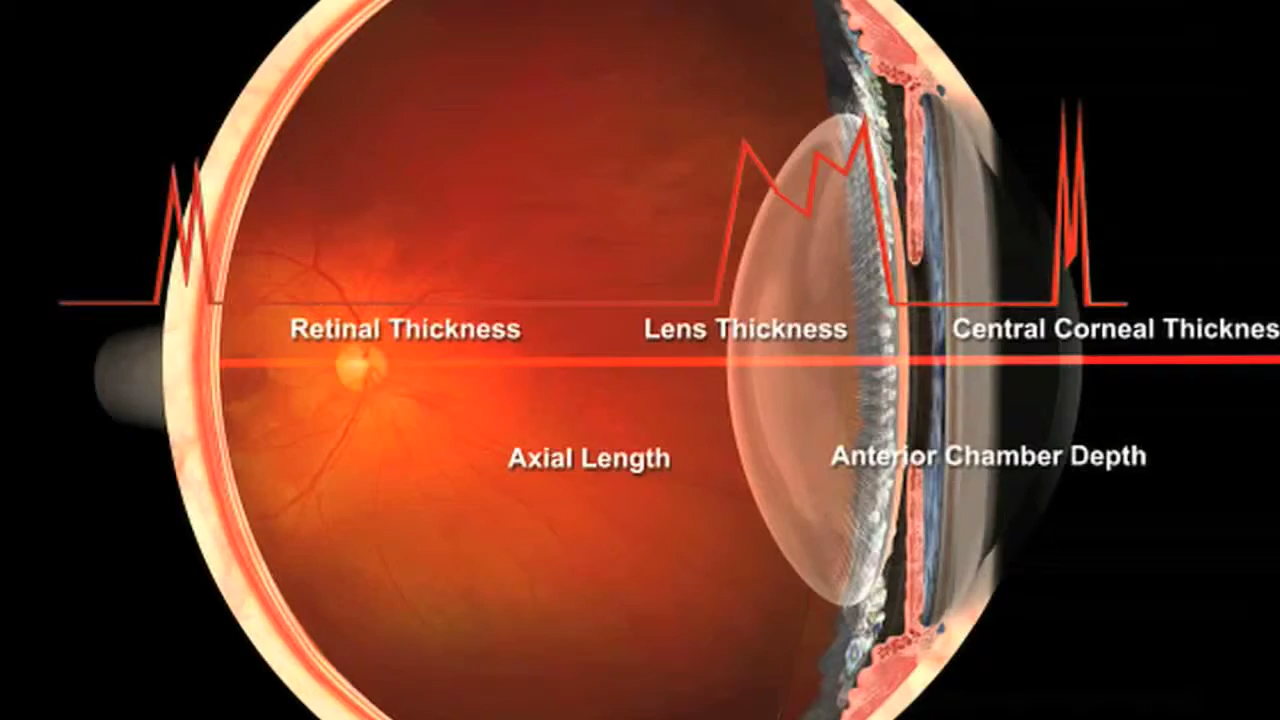 Retinal Thickness
Lens Thickness
Central Corneal Thicknes
Axial Length
Anterior Chamber Depth